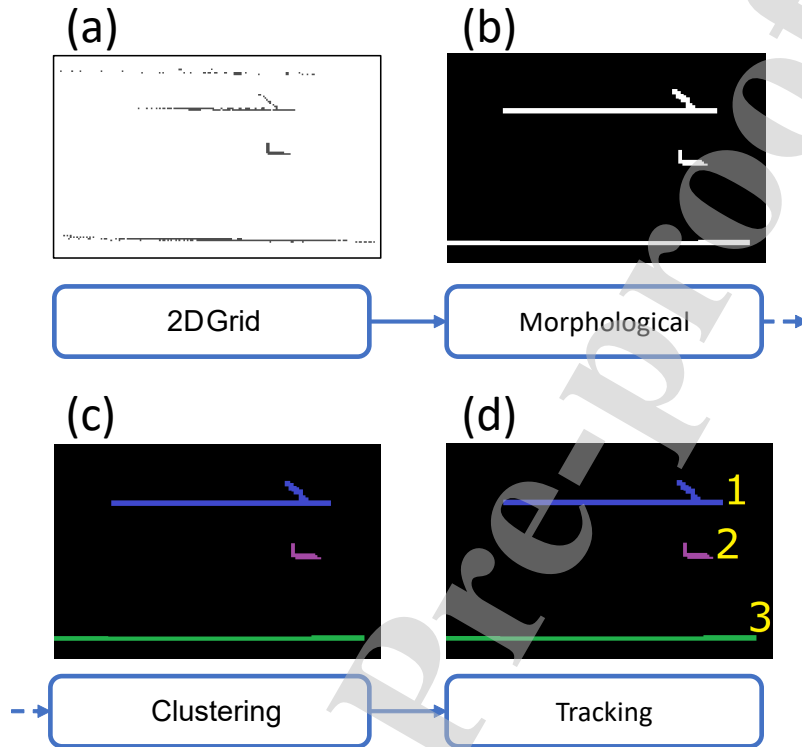 (a)
(b)
2DGrid
Morphological
(c)
(d)
1
2
3
Clustering
Tracking
Pre-proof